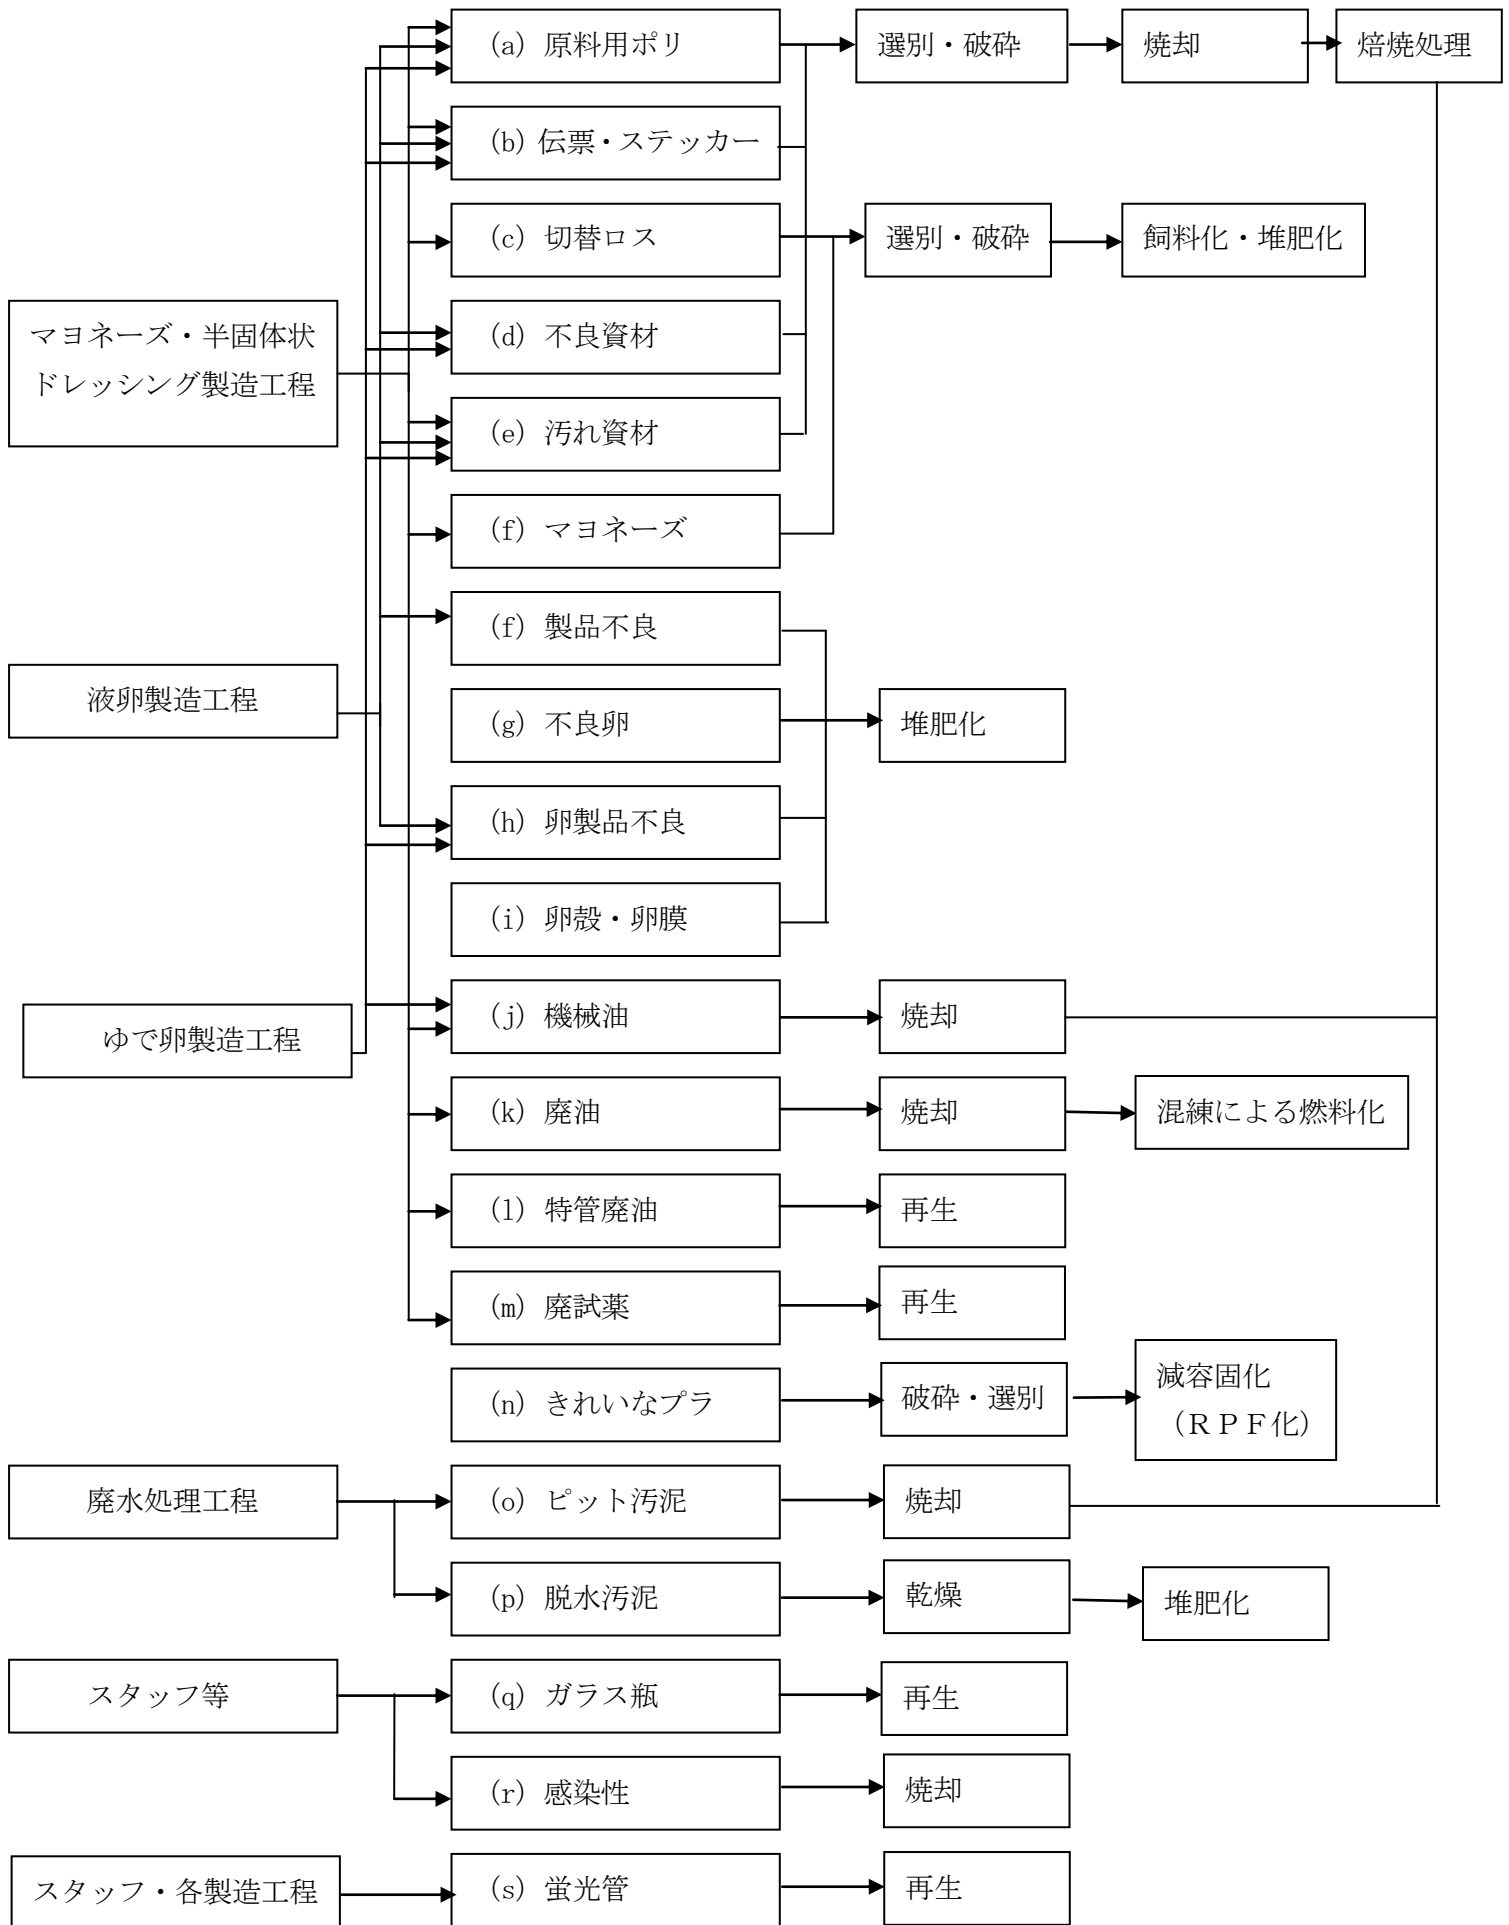 (a) 原料用ポリ
選別・破砕
焼却
焙焼処理
(b) 伝票・ステッカー
(c) 切替ロス
選別・破砕
飼料化・堆肥化
マヨネーズ・半固体状
ドレッシング製造工程
(d) 不良資材
(e) 汚れ資材
(f) マヨネーズ
(f) 製品不良
液卵製造工程
(g) 不良卵
堆肥化
(h) 卵製品不良
(i) 卵殻・卵膜
ゆで卵製造工程
(j) 機械油
焼却
(k) 廃油
焼却
混練による燃料化
(l) 特管廃油
再生
(m) 廃試薬
再生
(n) きれいなプラ
破砕・選別
減容固化
（ＲＰＦ化）
廃水処理工程
(o) ピット汚泥
焼却
(p) 脱水汚泥
乾燥
堆肥化
スタッフ等
(q) ガラス瓶
再生
(r) 感染性
焼却
スタッフ・各製造工程
(s) 蛍光管
再生